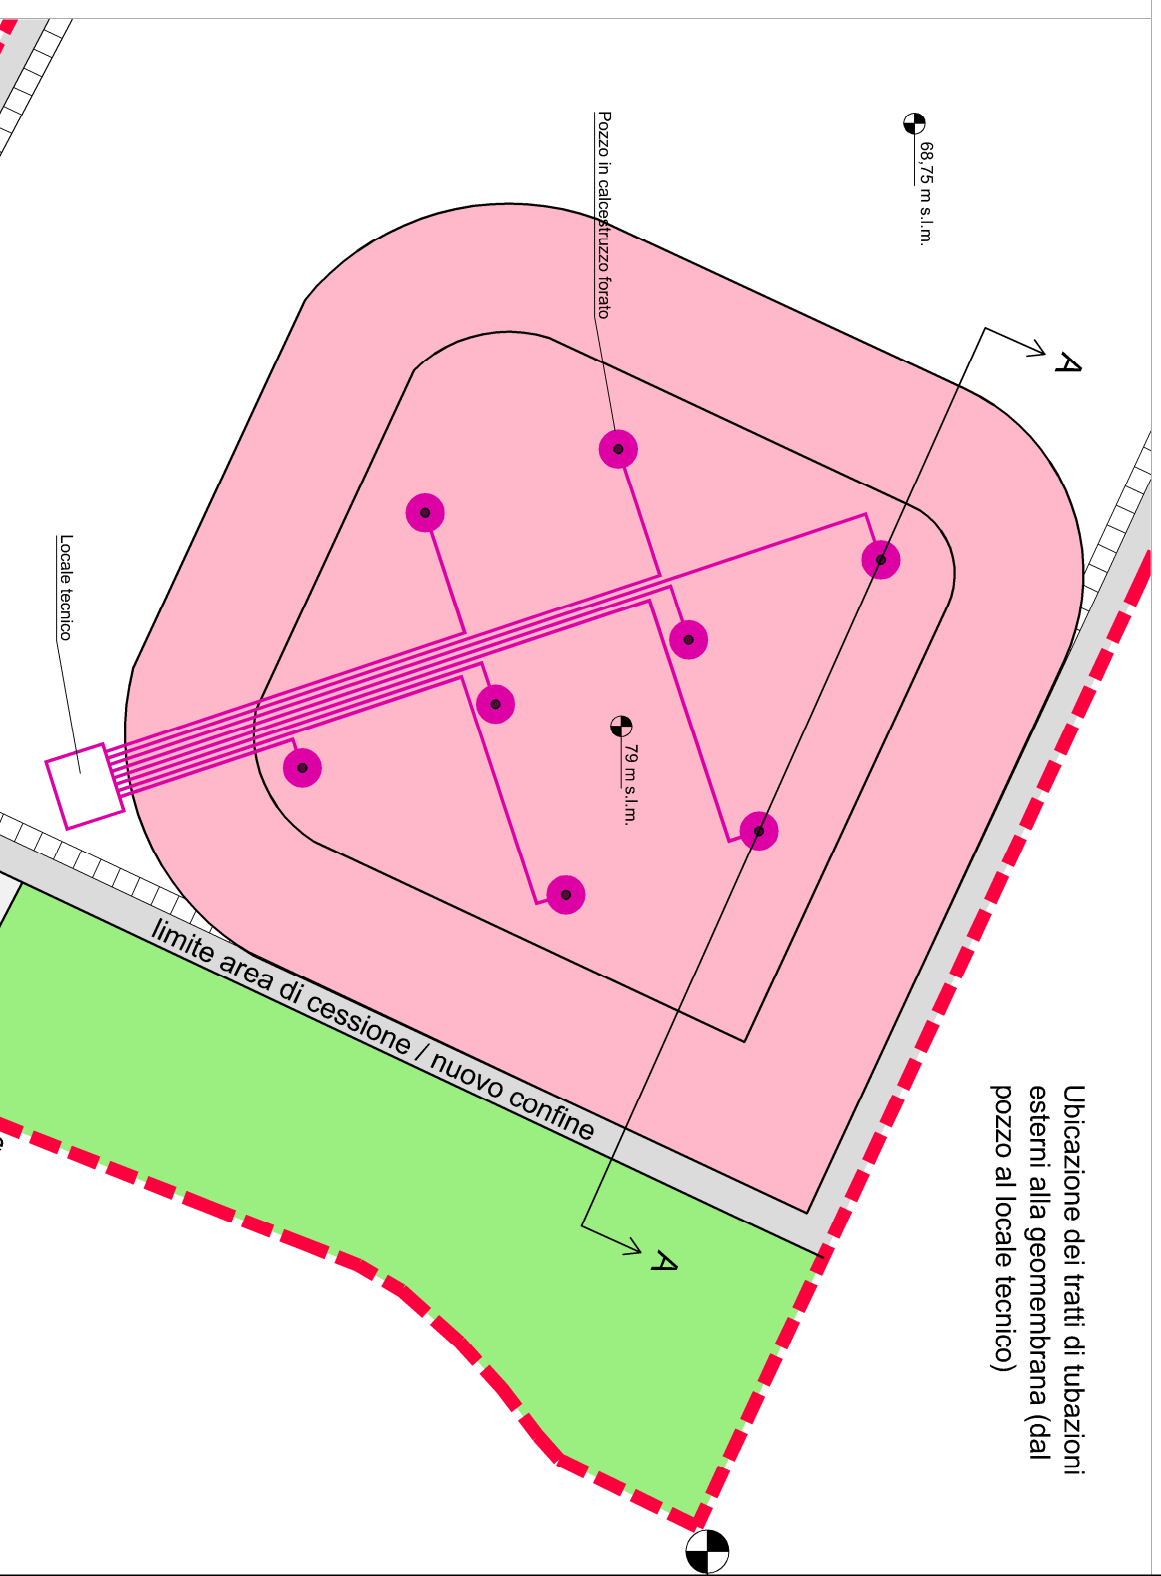 Ubicazione dei tratti di tubazioni
esterni alla geomembrana (dal
pozzo al locale tecnico)
68,75 m s.l.m.
A
Pozzo in calcestruzzo forato
79 m s.l.m.
Locale tecnico
limite area di cessione / nuovo confine
A